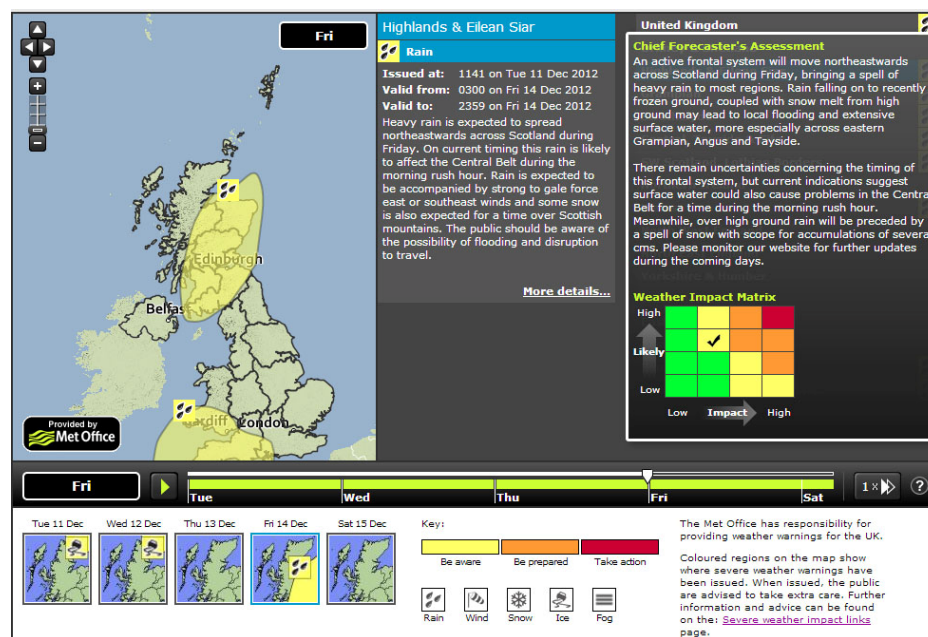 Fri
Highlands & Eilean Siar
Rain
Issued at: 1141 on Tue 11 Dec 2012
Valid from: 0300 on Fri 14 Dec 2012
Valid to: 2359 on Fri 14 Dec 2012
Heavy rain is expected to spread
northeastwards across Scotland during
Friday. On current timing this rain is likely
to affect the Central Belt during the
morning rush hour. Rain is expected to
be accompanied by strong to gale force
east or southeast winds and some snow
is also expected for a time over Scottish
mountains. The public should be aware of
the possibility of flooding and disruption
to travel.
More details...
United Kingdom
Chief Forecaster's Assessment
An active frontal system will move northeastwards
across Scotland during Friday, bringing a spell of
heavy rain to most regions. Rain falling on to recently
frozen ground, coupled with snow melt from high
ground may lead to local flooding and extensive
surface water, more especially across eastern
Grampian, Angus and Tayside.
There remain uncertainties concerning the timing of
this frontal system, but current indications suggest
surface water could also cause problems in the Centra
Belt for a time during the morning rush hour.
Meanwhile, over high ground rain will be preceded by
a spell of snow with scope for accumulations of severa
cms. Please monitor our website for further updates
during the coming days.
Weather Impact Matrix
High
Likely
Low
Low Impact High
Edinburgh
Belfast
Cardiff London
Provided by
Met Office
Fri
Tue Wed Thu Fri Sat
1 x
?
Tue 11 Dec Wed 12 Dec Thu 13 Dec Fri 14 Dec Sat 15 Dec
Key:
Be aware Be prepared Take action
Rain Wind Snow Ice Fog
The Met Office has responsibility for
providing weather warnings for the UK.
Coloured regions on the map show
where severe weather warnings have
been issued. When issued, the public
are advised to take extra care. Further
information and advice can be found
on the: Severe weather impact links
page.